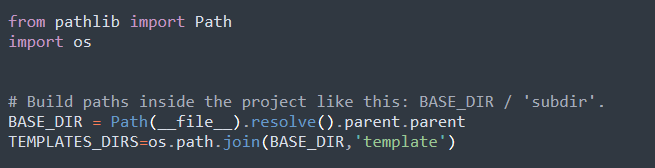 from pathlib import Path
import os
# Build paths inside the project like this: BASE_DIR / 'subdir'.
BASE_DIR = Path(__file__).resolve().parent.parent
TEMPLATES_DIRS=os.path.join(BASE_DIR,'template')